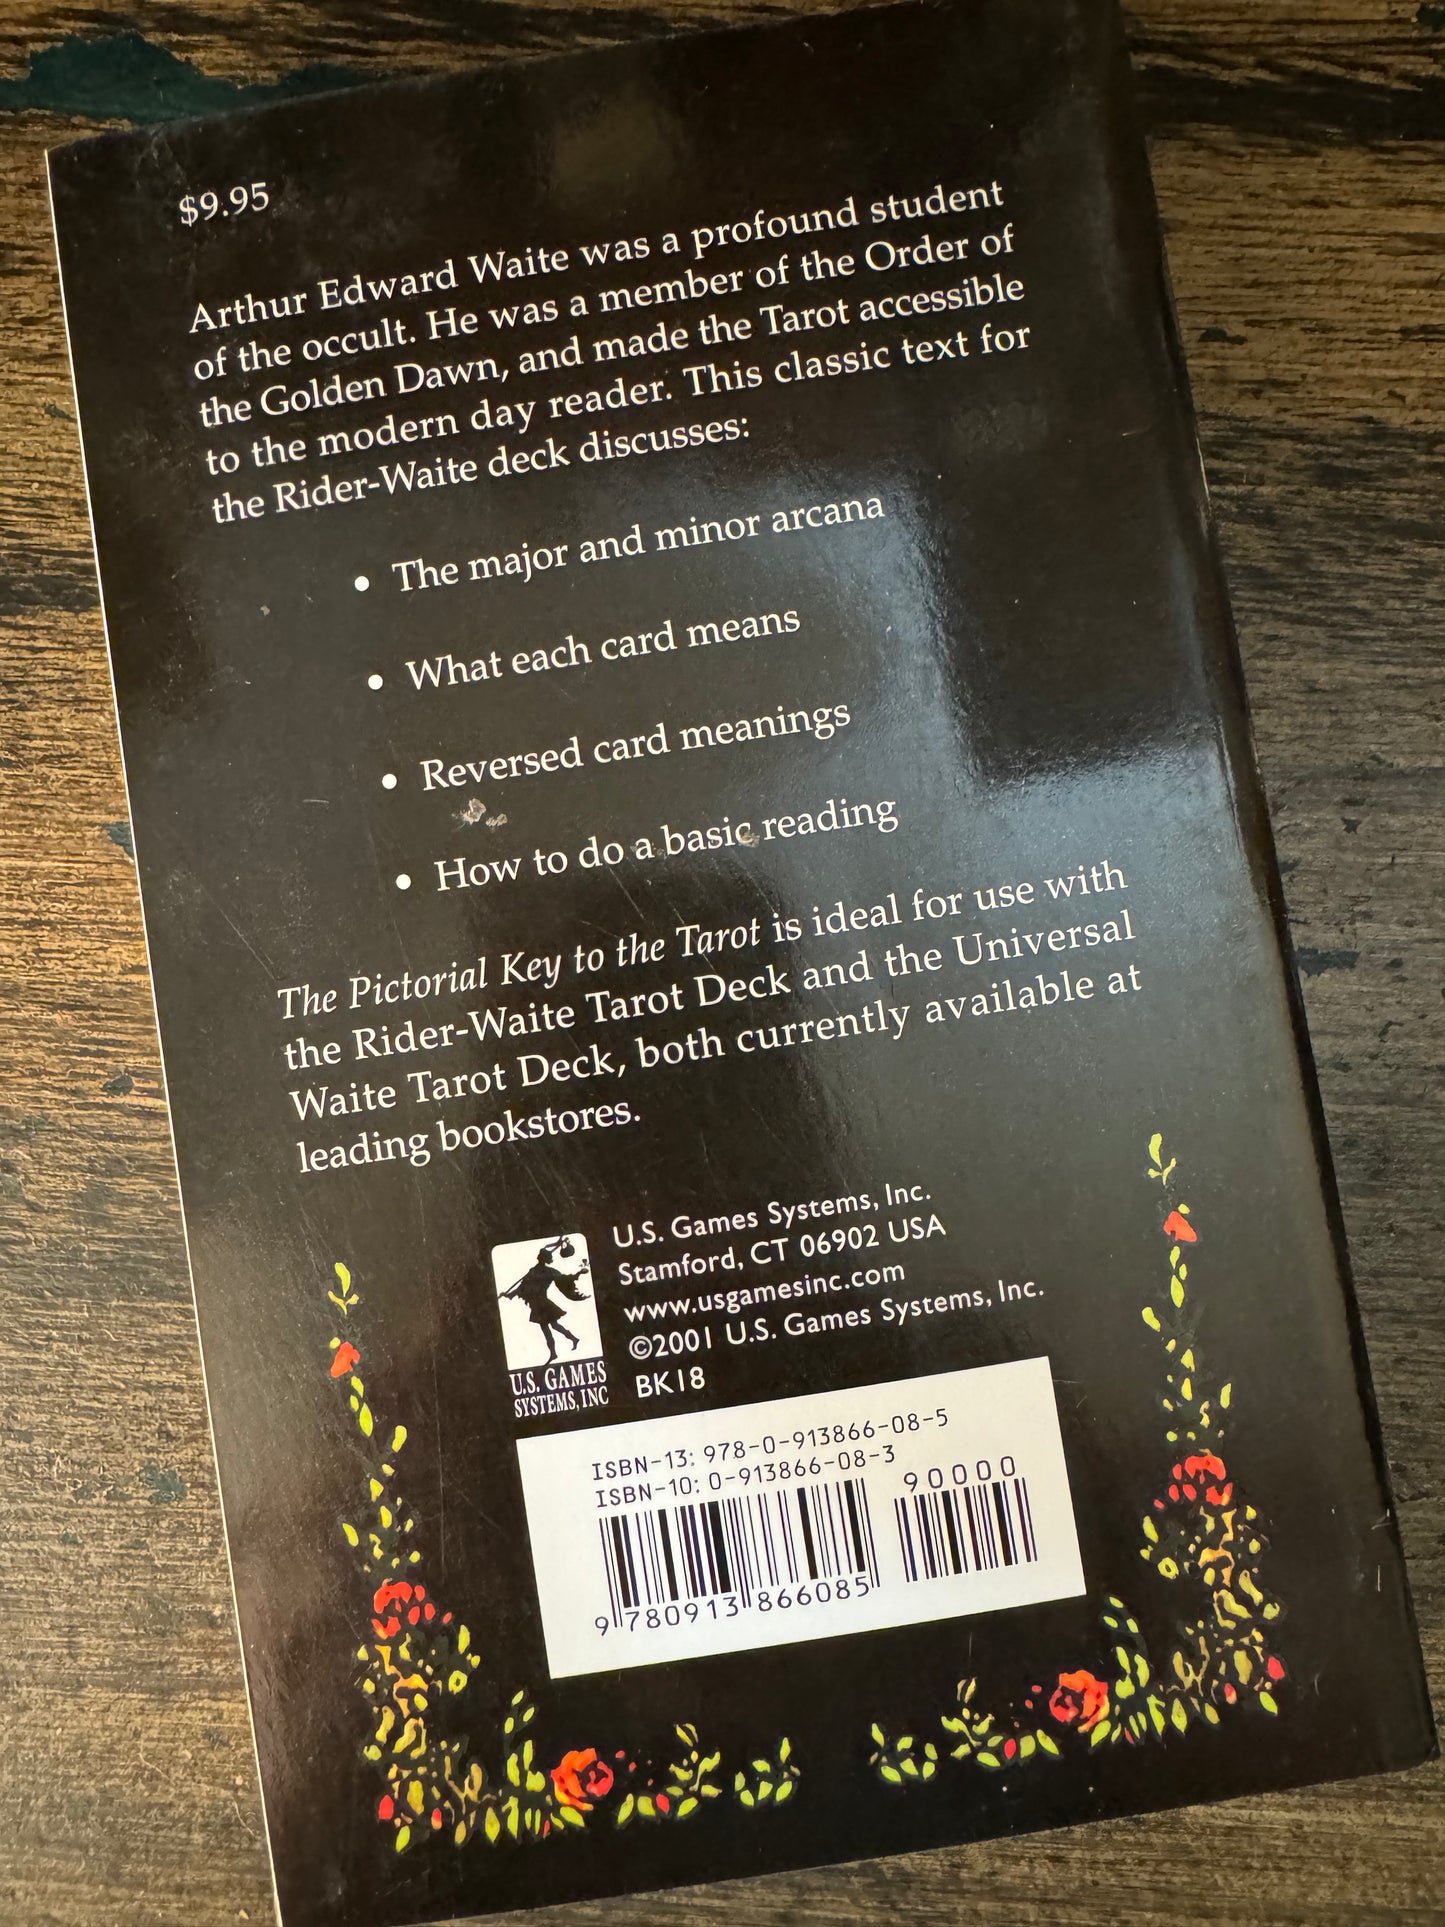 $9.95
Arthur Edward Waite was a profound student
of the occult. He was a member of the Order of
the Golden Dawn, and made the Tarot accessible
to the modern day reader. This classic text for
the Rider-Waite deck discusses:
• The major and minor arcana
• What each card means
• Reversed card meanings
• How to do a basic reading
The Pictorial Key to the Tarot is ideal for use with
the Rider-Waite Tarot Deck and the Universal
Waite Tarot Deck, both currently available at
leading bookstores.
U.S. GAMES
SYSTEMS, INC
U.S. Games Systems, Inc.
Stamford, CT 06902 USA
www.usgamesinc.com
©2001 U.S. Games Systems, Inc.
BK18
ISBN-13: 978-0-913866-08-5
ISBN-10: 0-913866-08-3
90000
9 780913 866085